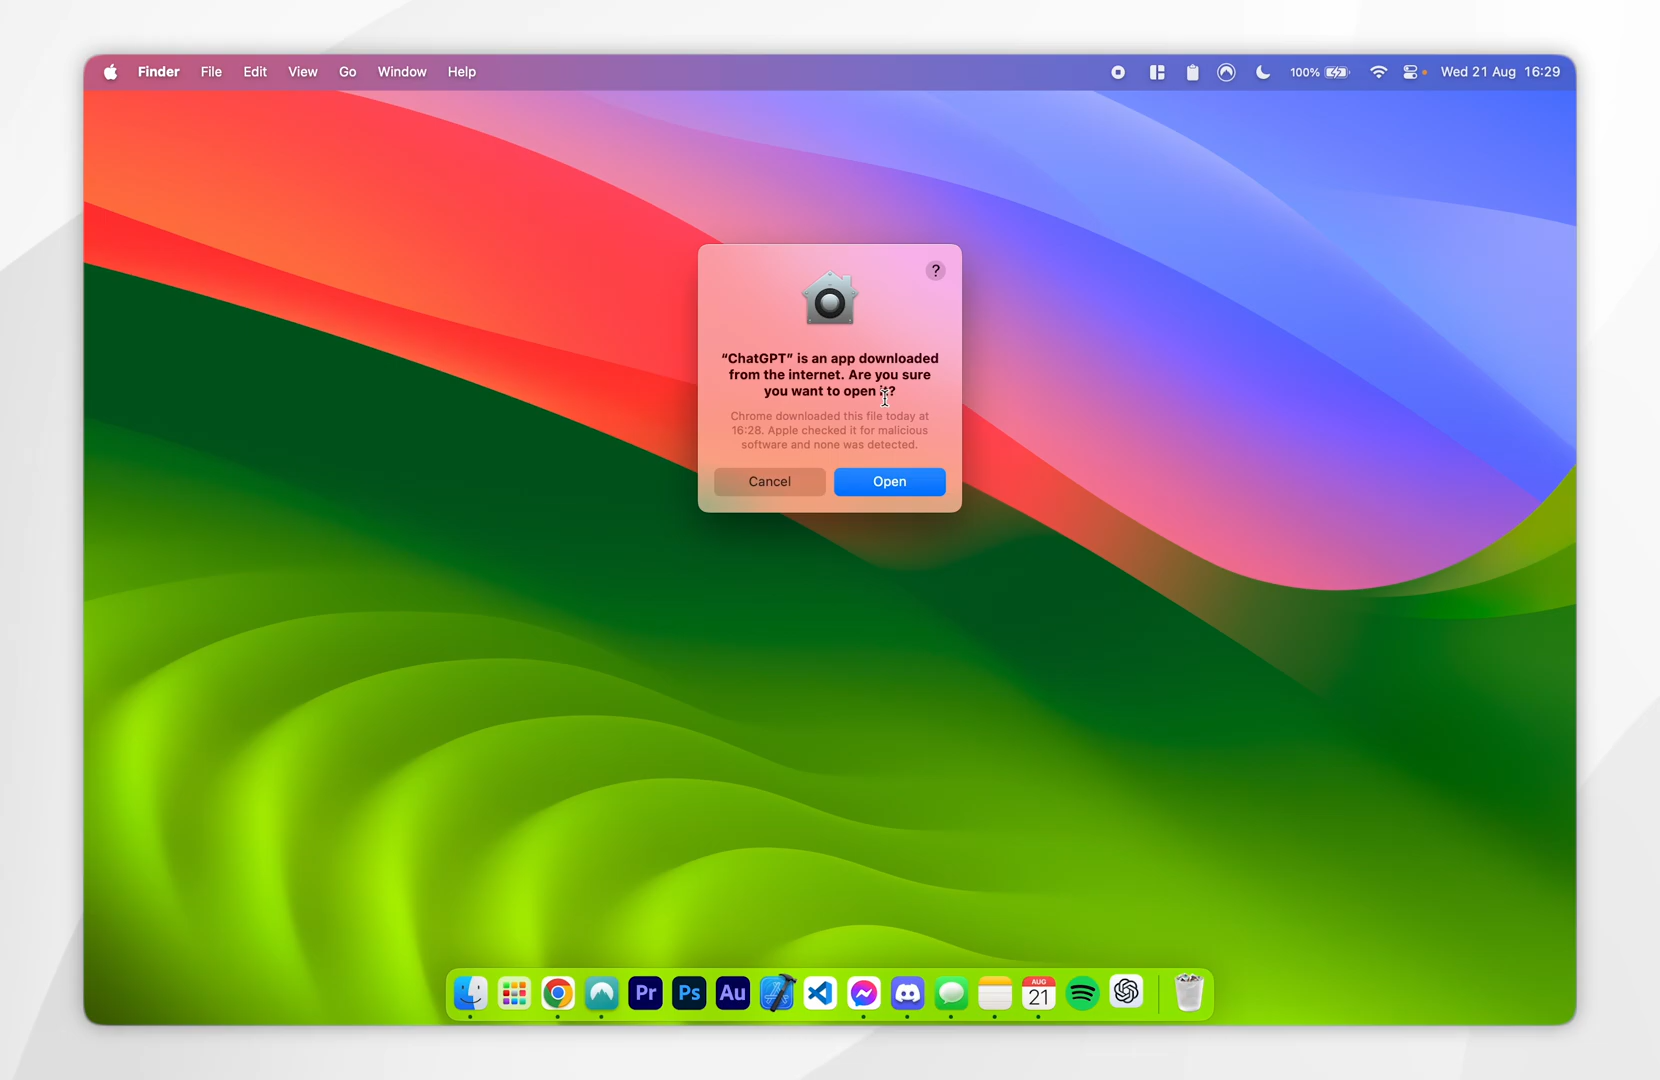 Finder File Edit View Go Window Help 100% Wed 21 Aug 16:29
?
“ChatGPT” is an app downloaded
from the internet. Are you sure
you want to open it?
Chrome downloaded this file today at
16:28. Apple checked it for malicious
software and none was detected.
Cancel Open
Pr Ps Au AUG
21